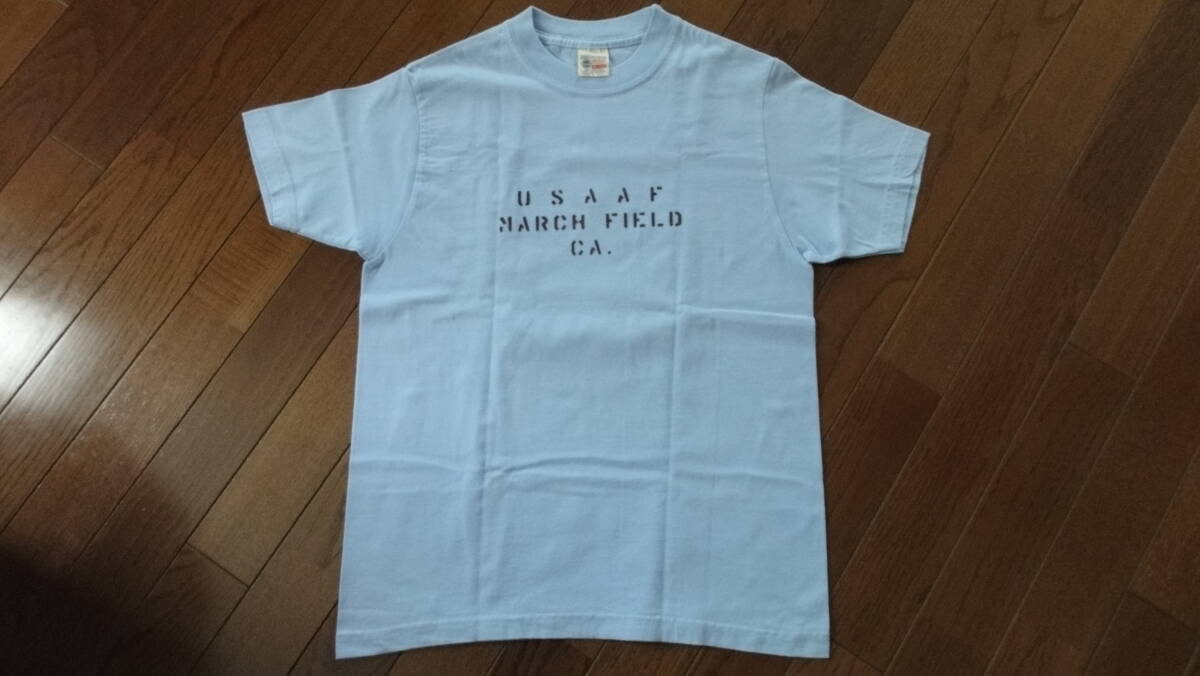 U S A A F
MARCH FIELD
CA.